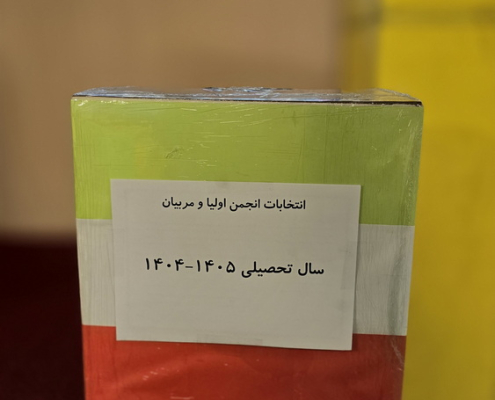 انتخابات انجمن اولیا و مربیان
سال تحصیلی ۱۴۰۵-۱۴۰۴